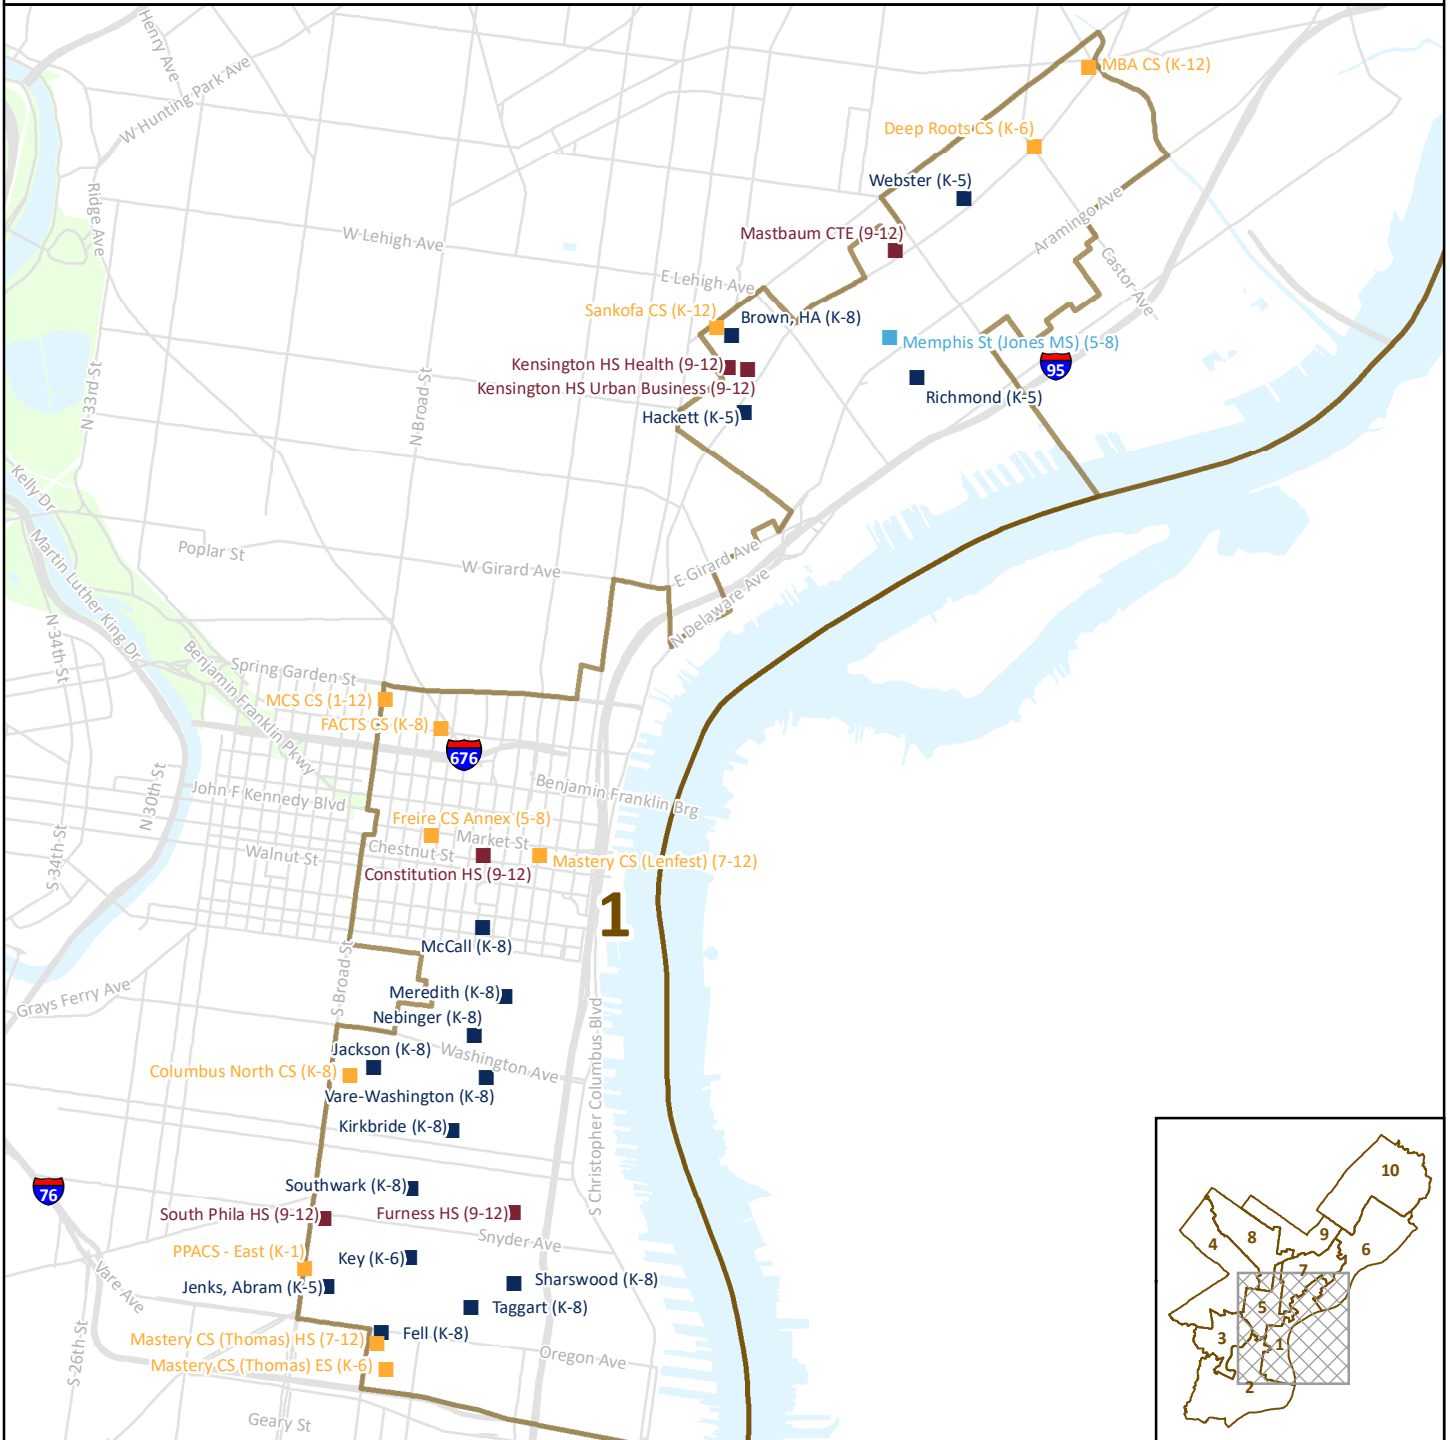 Henry Ave
W Hunting Park Ave
MBA CS (K-12)
Deep Roots CS (K-6)
Webster (K-5)
Ridge Ave
Aramingo Ave
W Lehigh Ave
Mastbaum CTE (9-12)
E Lehigh Ave
Castor Ave
Sankofa CS (K-12)
Brown, HA (K-8)
Memphis St (Jones MS) (5-8)
95
Kensington HS Health (9-12)
Kensington HS Urban Business (9-12)
Richmond (K-5)
N 33rd St
N Broad St
Hackett (K-5)
Kelly Dr
Martin Luther King Dr
Poplar St
W Girard Ave
E Girard Ave
N Delaware Ave
N 34th St
Benjamin Franklin Pkwy
Spring Garden St
MCS CS (1-12)
FACTS CS (K-8)
676
N 30th St
John F Kennedy Blvd
Benjamin Franklin Brg
Freire CS Annex (5-8)
Market St
Chestnut St
Walnut St
S 34th St
Mastery CS (Lenfest) (7-12)
Constitution HS (9-12)
1
McCall (K-8)
S Broad St
Grays Ferry Ave
Meredith (K-8)
Nebinger (K-8)
Jackson (K-8)
Washington Ave
Columbus North CS (K-8)
Vare-Washington (K-8)
S Christopher Columbus Blvd
Kirkbride (K-8)
76
Southwark (K-8)
South Phila HS (9-12)
Furness HS (9-12)
Snyder Ave
PPACS - East (K-1)
Key (K-6)
Vare Ave
Jenks, Abram (K-5)
Sharswood (K-8)
Taggart (K-8)
Mastery CS (Thomas) HS (7-12)
Fell (K-8)
Oregon Ave
S 26th St
Mastery CS (Thomas) ES (K-6)
Geary St
10
4
8
9
6
7
5
3
1
2